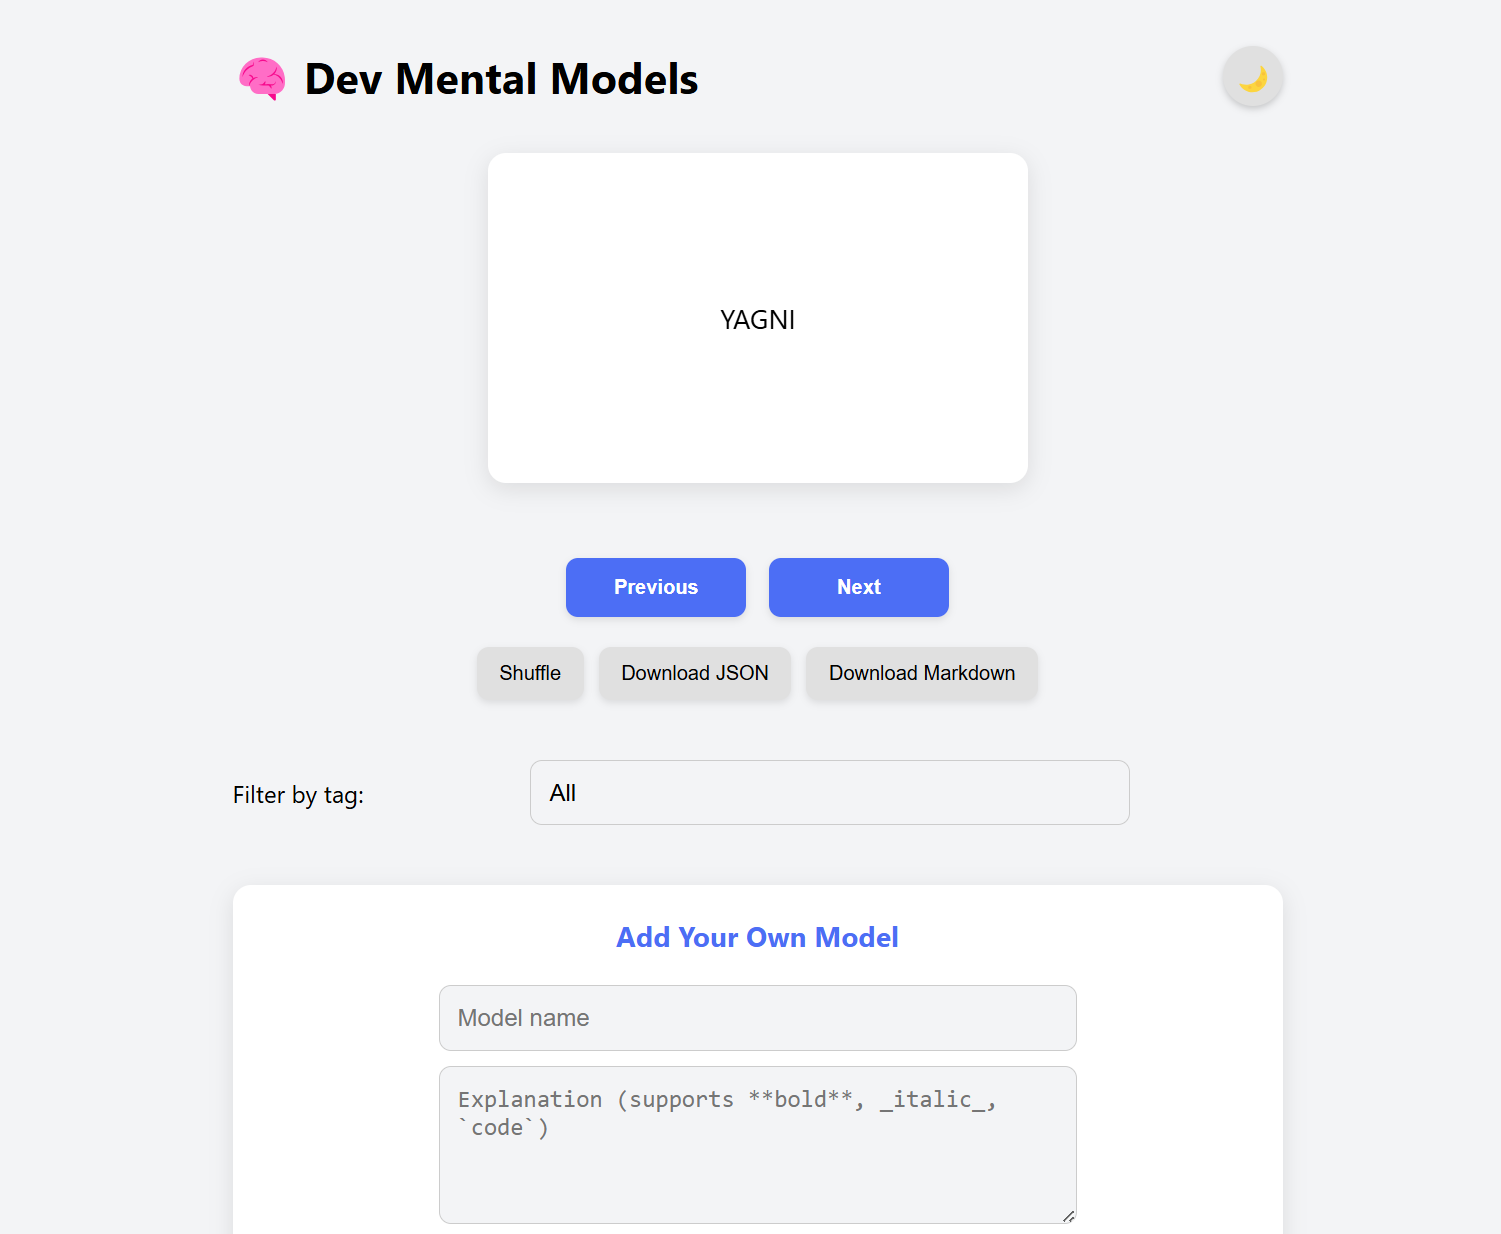 Dev Mental Models
YAGNI
Previous
Next
Shuffle
Download JSON
Download Markdown
Filter by tag:
All
Add Your Own Model
Model name
Explanation (supports **bold**, _italic_,
`code`)